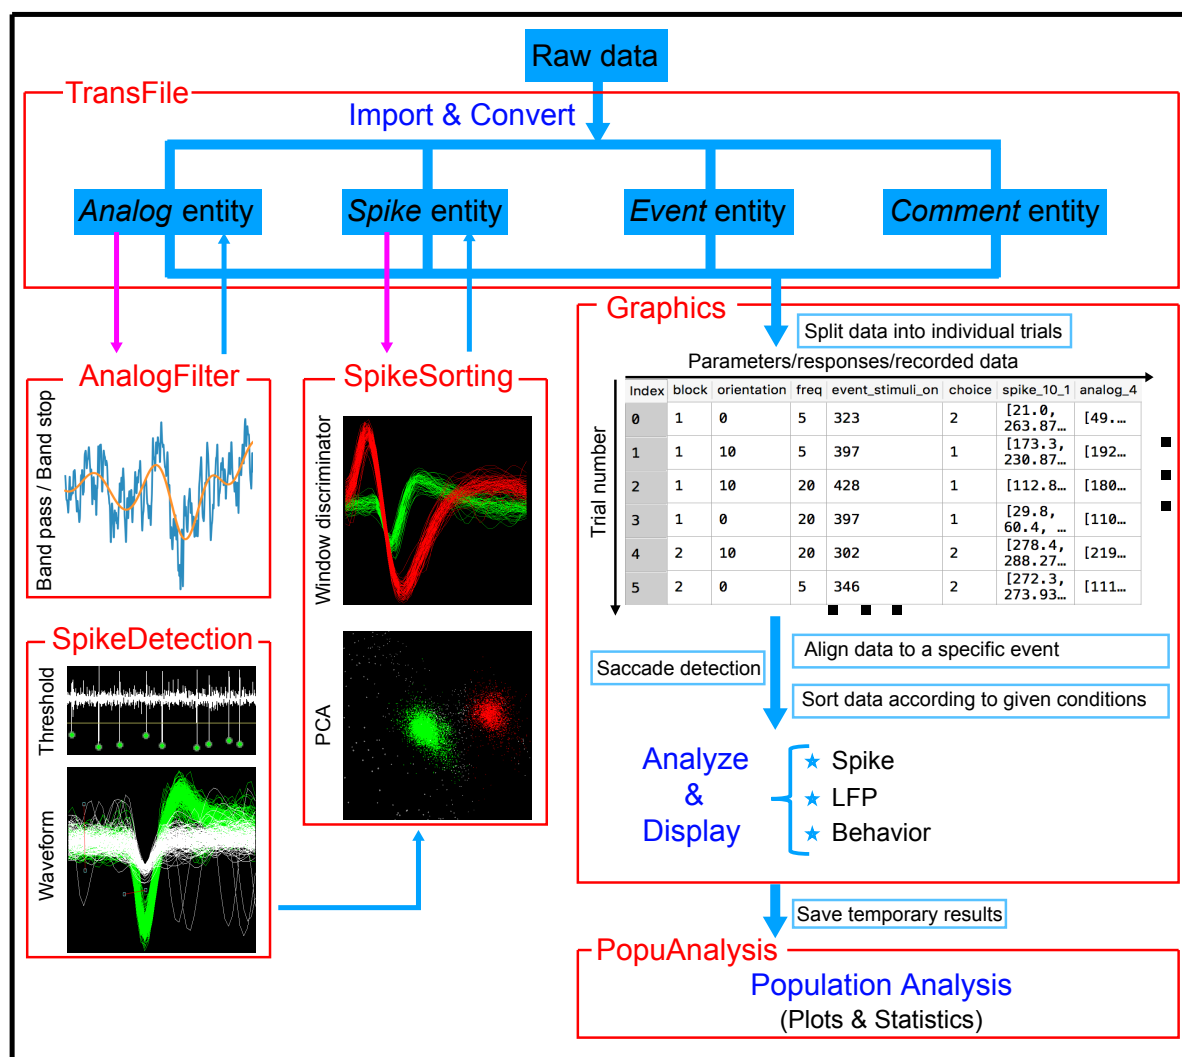 Raw data
TransFile
Import & Convert
Analog entity
Spike entity
Event entity
Comment entity
AnalogFilter
Band pass / Band stop
SpikeDetection
Threshold
Waveform
SpikeSorting
Window discriminator
PCA
Graphics
Split data into individual trials
Parameters/responses/recorded data
Trial number
Index block orientation freq event_stimuli_on choice spike_10_1 analog_4
0 1 0 5 323 2 [21.0, 263.87… [49.…
1 1 10 5 397 1 [173.3, 230.87… [192…
2 1 10 20 428 1 [112.8… [180…
3 1 0 20 397 1 [29.8, 60.4, … [110…
4 2 10 20 302 2 [278.4, 288.27… [219…
5 2 0 5 346 2 [272.3, 273.93… [111…
Saccade detection
Align data to a specific event
Sort data according to given conditions
Analyze
&
Display
Spike
LFP
Behavior
Save temporary results
PopuAnalysis
Population Analysis
(Plots & Statistics)